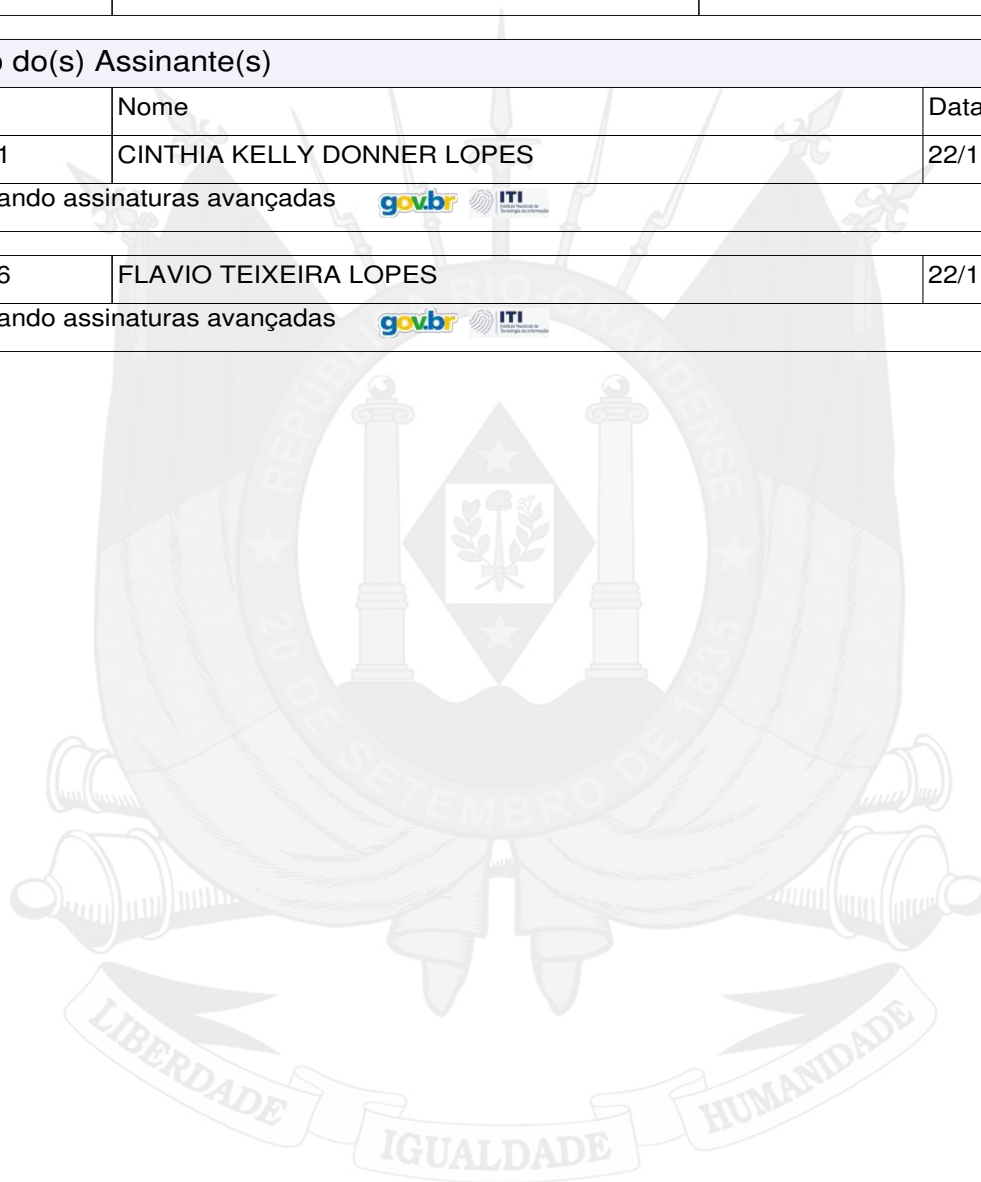 o do(s) Assinante(s)
Nome Data
1 CINTHIA KELLY DONNER LOPES 22/1
ando assinaturas avançadas gov.br ITI
6 FLAVIO TEIXEIRA LOPES 22/1
ando assinaturas avançadas gov.br ITI
REPÚBLICA RIO-GRANDENSE
20 DE SETEMBRO DE 1835
LIBERDADE IGUALDADE HUMANIDADE